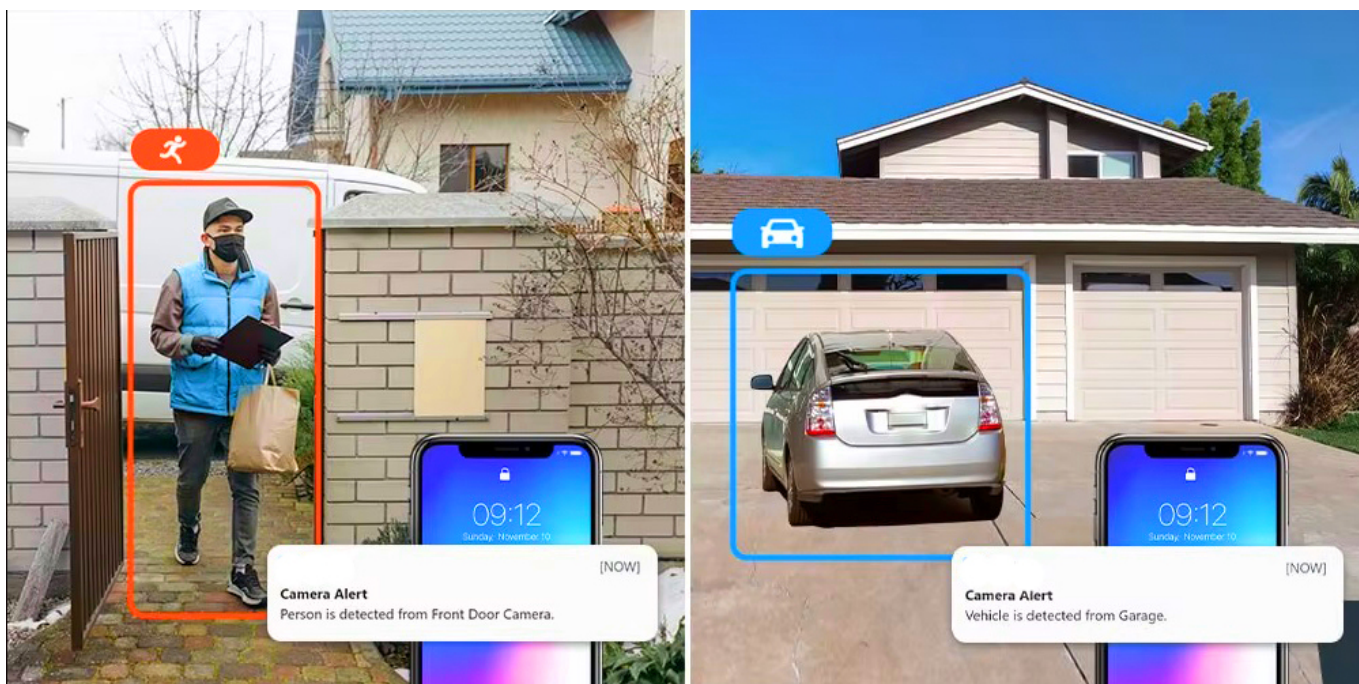 09:12
Sunday, November 10
[NOW]
Camera Alert
Person is detected from Front Door Camera.
09:12
Sunday, November 10
[NOW]
Camera Alert
Vehicle is detected from Garage.